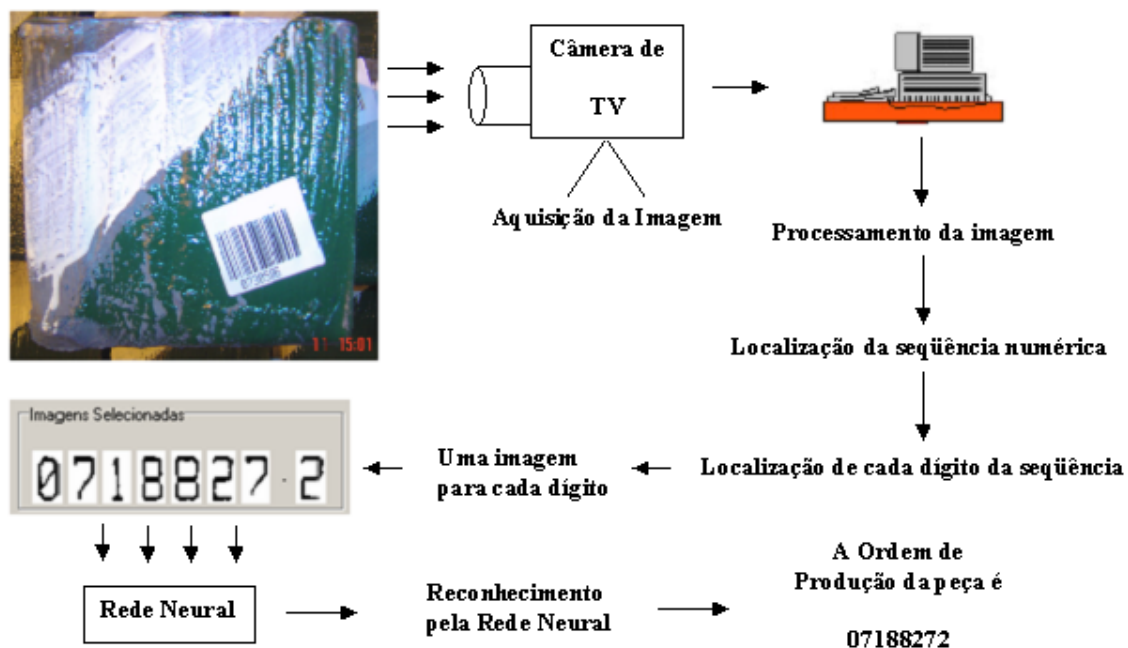 Câmera de
TV
Aquisição da Imagem
Processamento da imagem
Localização da seqüência numérica
Localização de cada dígito da seqüência
Uma imagem
para cada dígito
Imagens Selecionadas
0718827.2
Rede Neural
Reconhecimento
pela Rede Neural
A Ordem de
Produção da peça é
07188272
15:01